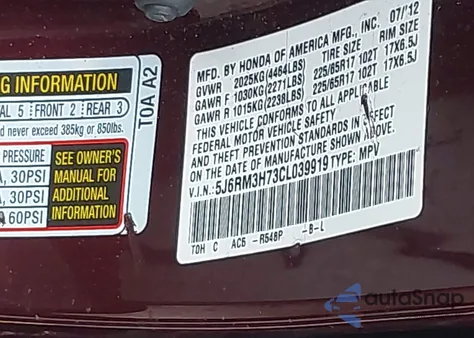 G INFORMATION
AL 5 FRONT 2 REAR 3
d never exceed 385kg or 850lbs.
PRESSURE
A, 30PSI
A, 30PSI
, 60PSI
SEE OWNER'S
MANUAL FOR
ADDITIONAL
INFORMATION
T0A A2
MFD. BY HONDA OF AMERICA MFG., INC. 07/'12
GVWR 2025KG(4464LBS) TIRE SIZE RIM SIZE
GAWR F 1030KG(2271LBS) 225/65R17 102T 17X6.5J
GAWR R 1015KG(2238LBS) 225/65R17 102T 17X6.5J
THIS VEHICLE CONFORMS TO ALL APPLICABLE
FEDERAL MOTOR VEHICLE SAFETY
AND THEFT PREVENTION STANDARDS IN EFFECT
ON THE DATE OF MANUFACTURE SHOWN ABOVE.
V.I.N.: 5J6RM3H73CL039919 TYPE: MPV
T0H C AC5 -R548P -B-L
autoSnap